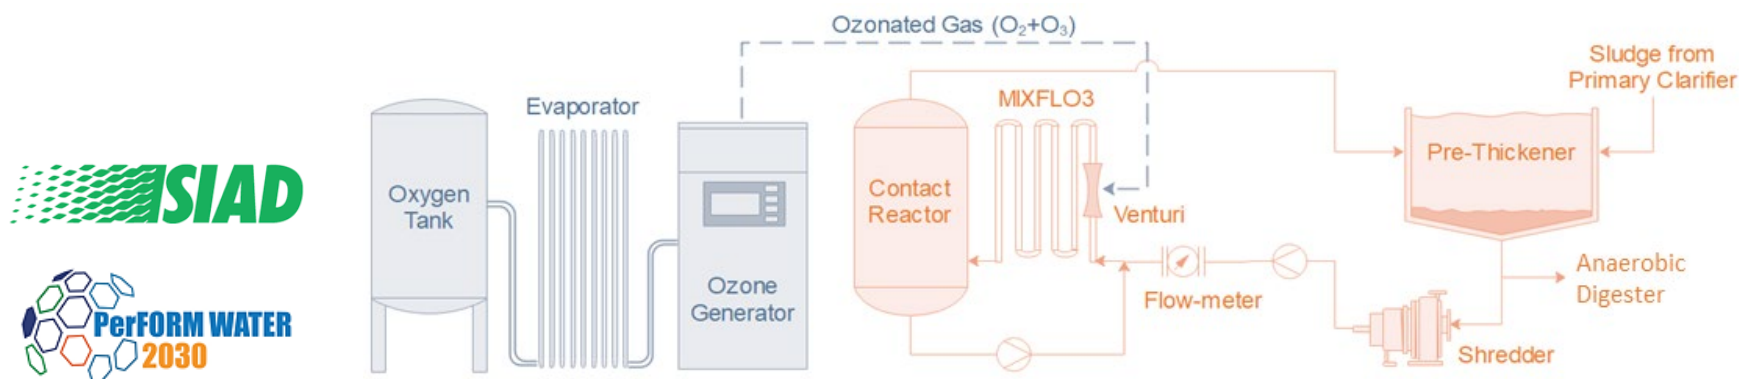 SIAD
PerFORM WATER
2030
Oxygen
Tank
Evaporator
Ozone
Generator
Ozonated Gas (O₂+O₃)
Contact
Reactor
MIXFLO3
Venturi
Flow-meter
Sludge from
Primary Clarifier
Pre-Thickener
Anaerobic
Digester
Shredder